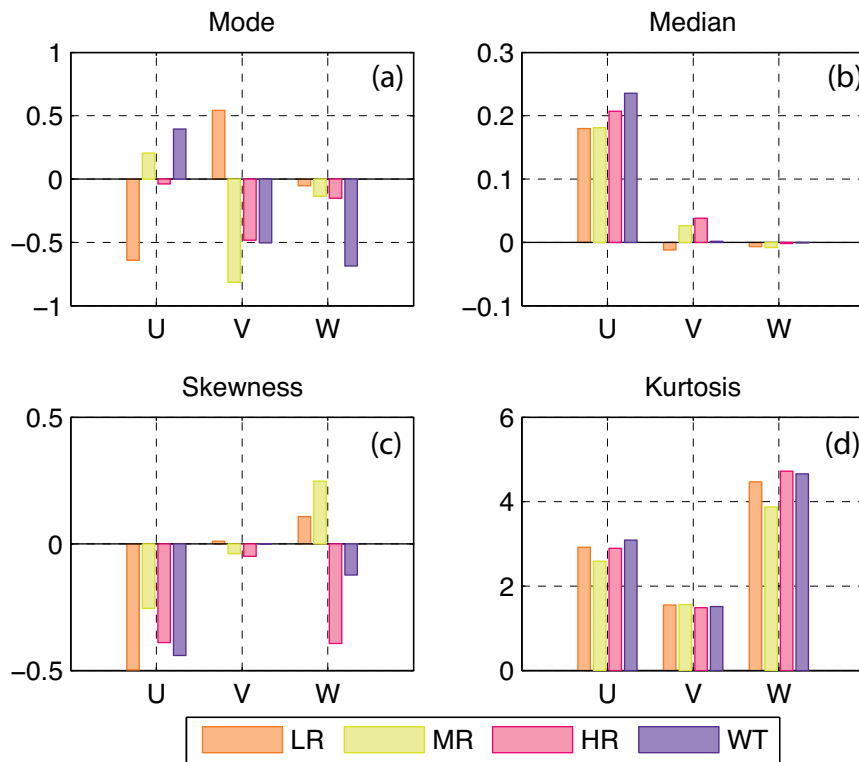 Mode
Median
1
0.5
0
−0.5
−1
(a)
U V W
0.3
0.2
0.1
0
−0.1
(b)
U V W
Skewness
Kurtosis
0.5
0
−0.5
(c)
U V W
6
4
2
0
(d)
U V W
LR MR HR WT